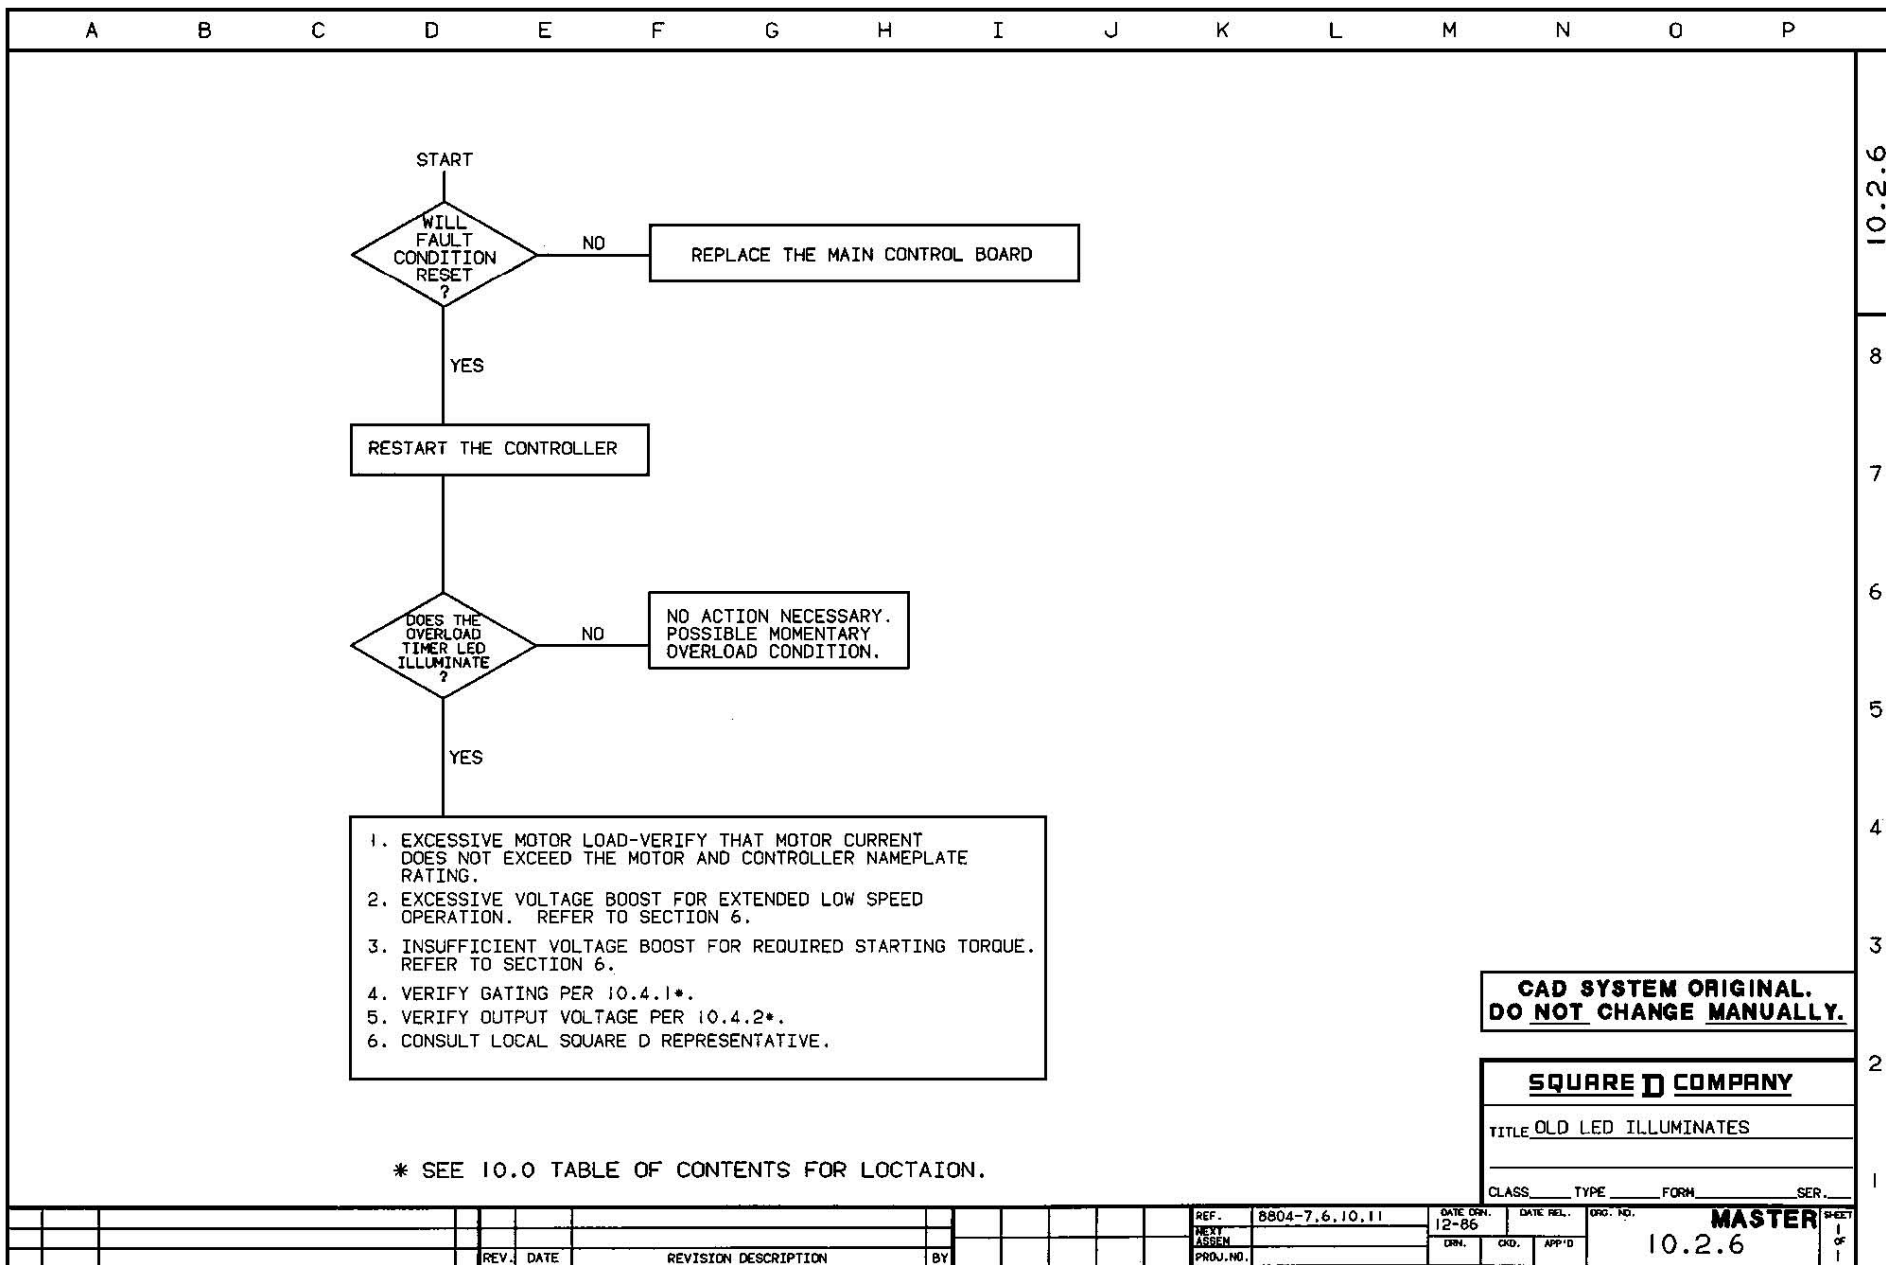 A B C D E F G H I J K L M N O P
10.2.6
START
WILL
FAULT
CONDITION
RESET
?
NO
REPLACE THE MAIN CONTROL BOARD
YES
8
RESTART THE CONTROLLER
7
6
DOES THE
OVERLOAD
TIMER LED
ILLUMINATE
?
NO
NO ACTION NECESSARY.
POSSIBLE MOMENTARY
OVERLOAD CONDITION.
5
YES
4
1. EXCESSIVE MOTOR LOAD-VERIFY THAT MOTOR CURRENT
DOES NOT EXCEED THE MOTOR AND CONTROLLER NAMEPLATE
RATING.
2. EXCESSIVE VOLTAGE BOOST FOR EXTENDED LOW SPEED
OPERATION. REFER TO SECTION 6.
3. INSUFFICIENT VOLTAGE BOOST FOR REQUIRED STARTING TORQUE.
REFER TO SECTION 6.
4. VERIFY GATING PER 10.4.1*.
5. VERIFY OUTPUT VOLTAGE PER 10.4.2*.
6. CONSULT LOCAL SQUARE D REPRESENTATIVE.
3
CAD SYSTEM ORIGINAL.
DO NOT CHANGE MANUALLY.
2
SQUARE D COMPANY
TITLE OLD LED ILLUMINATES
* SEE 10.0 TABLE OF CONTENTS FOR LOCTAION.
1
CLASS TYPE FORM SER.
REV. DATE REVISION DESCRIPTION BY
REF. 8804-7,6,10,11
NEXT
ASSEM
PROJ.NO.
DATE DRN. 12-86
DATE REL.
DRN. CKD. APP'D
DRG. NO.
MASTER
10.2.6
SHEET
1
OF
1